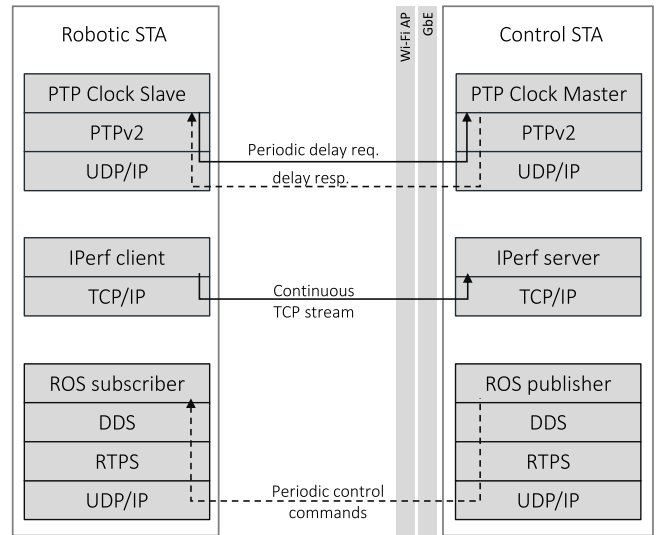 Robotic STA
Wi-Fi AP
GbE
Control STA
PTP Clock Slave
PTP Clock Master
PTPv2
PTPv2
Periodic delay req.
UDP/IP
UDP/IP
delay resp.
IPerf client
IPerf server
TCP/IP
TCP/IP
Continuous
TCP stream
ROS subscriber
ROS publisher
DDS
DDS
RTPS
RTPS
UDP/IP
UDP/IP
Periodic control
commands